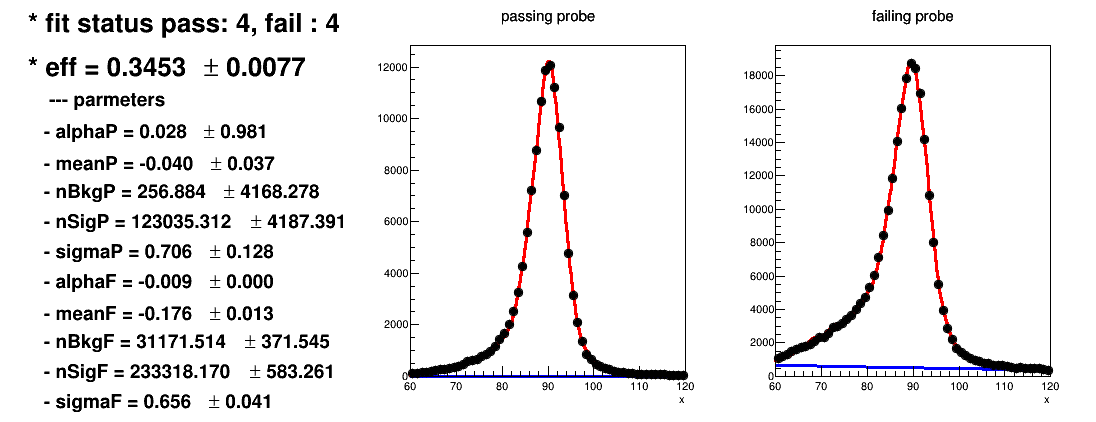 * fit status pass: 4, fail : 4
* eff = 0.3453 ± 0.0077
--- parmeters
- alphaP = 0.028 ± 0.981
- meanP = -0.040 ± 0.037
- nBkgP = 256.884 ± 4168.278
- nSigP = 123035.312 ± 4187.391
- sigmaP = 0.706 ± 0.128
- alphaF = -0.009 ± 0.000
- meanF = -0.176 ± 0.013
- nBkgF = 31171.514 ± 371.545
- nSigF = 233318.170 ± 583.261
- sigmaF = 0.656 ± 0.041
passing probe
12000
10000
8000
6000
4000
2000
0
60 70 80 90 100 110 120
x
failing probe
18000
16000
14000
12000
10000
8000
6000
4000
2000
0
60 70 80 90 100 110 120
x